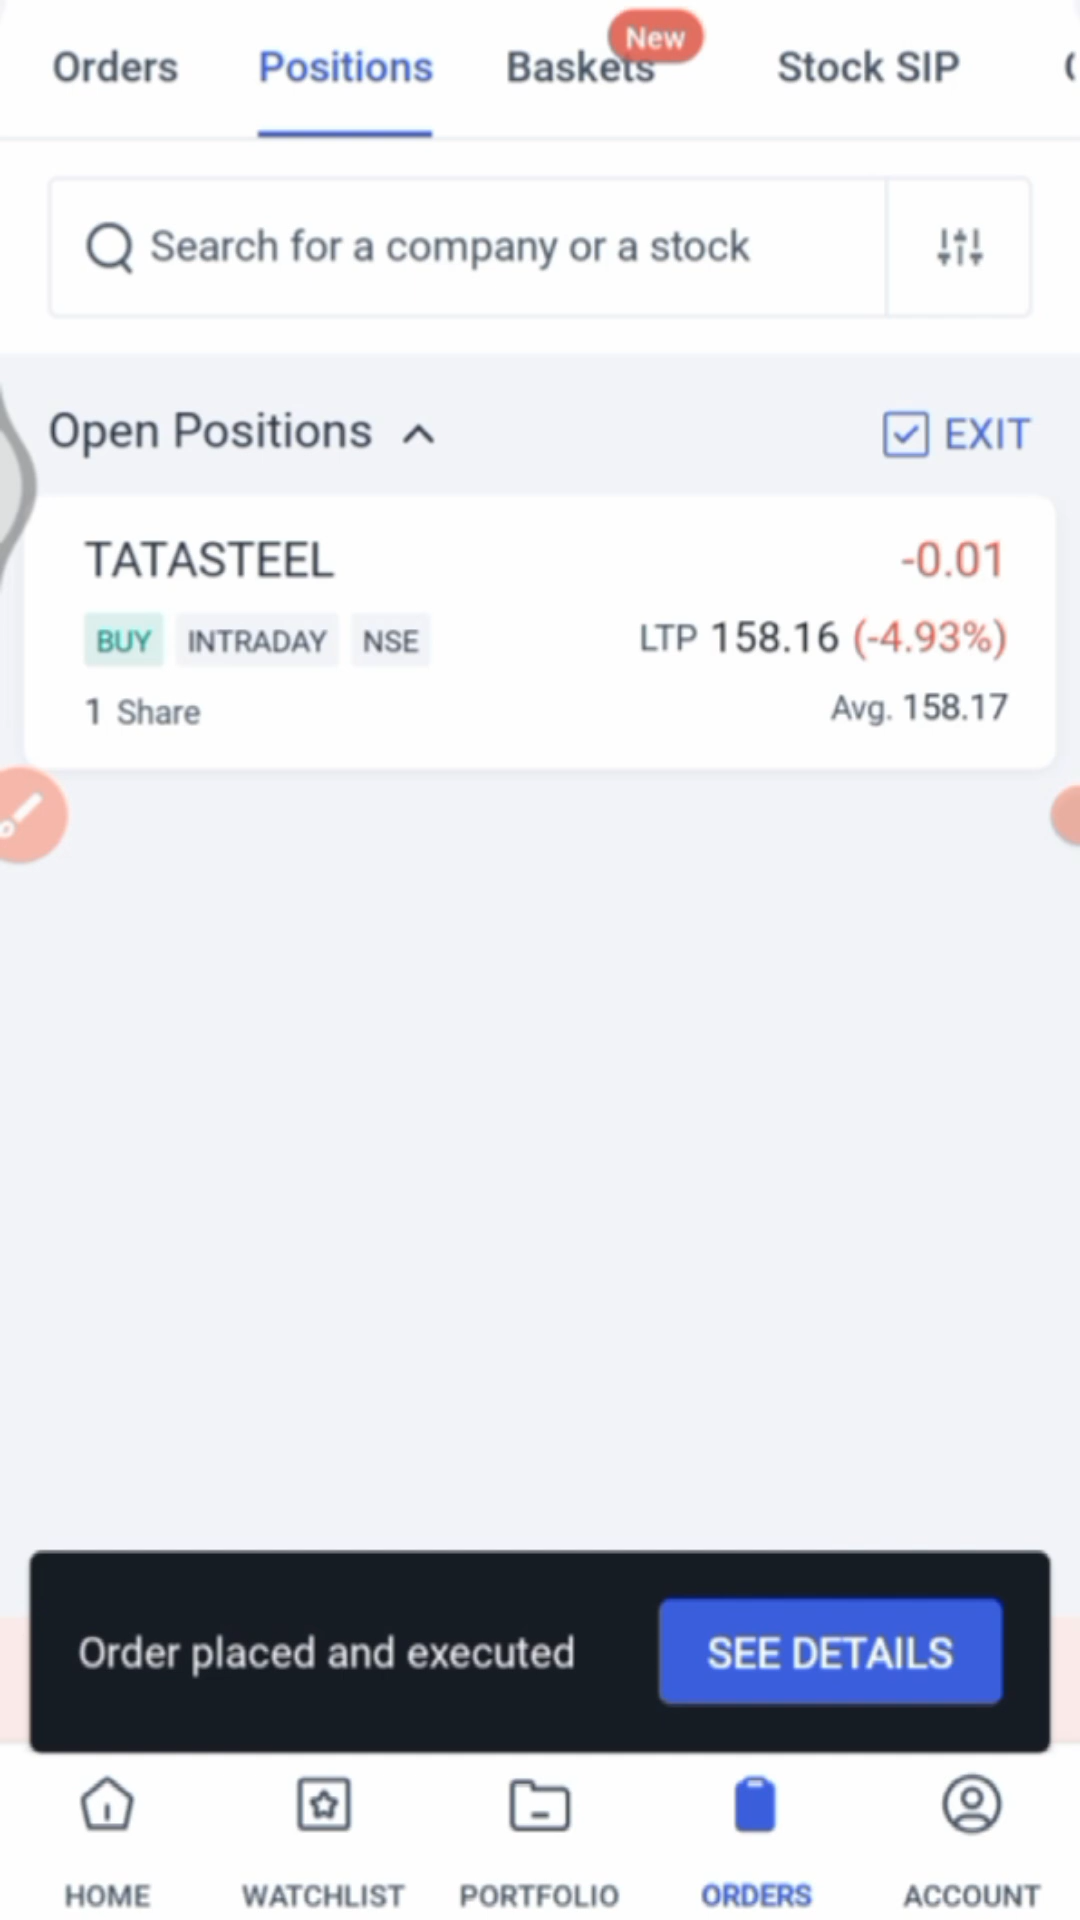 Orders Positions Baskets New Stock SIP
Search for a company or a stock
Open Positions EXIT
TATASTEEL -0.01
BUY INTRADAY NSE LTP 158.16 (-4.93%)
1 Share Avg. 158.17
Order placed and executed SEE DETAILS
HOME WATCHLIST PORTFOLIO ORDERS ACCOUNT